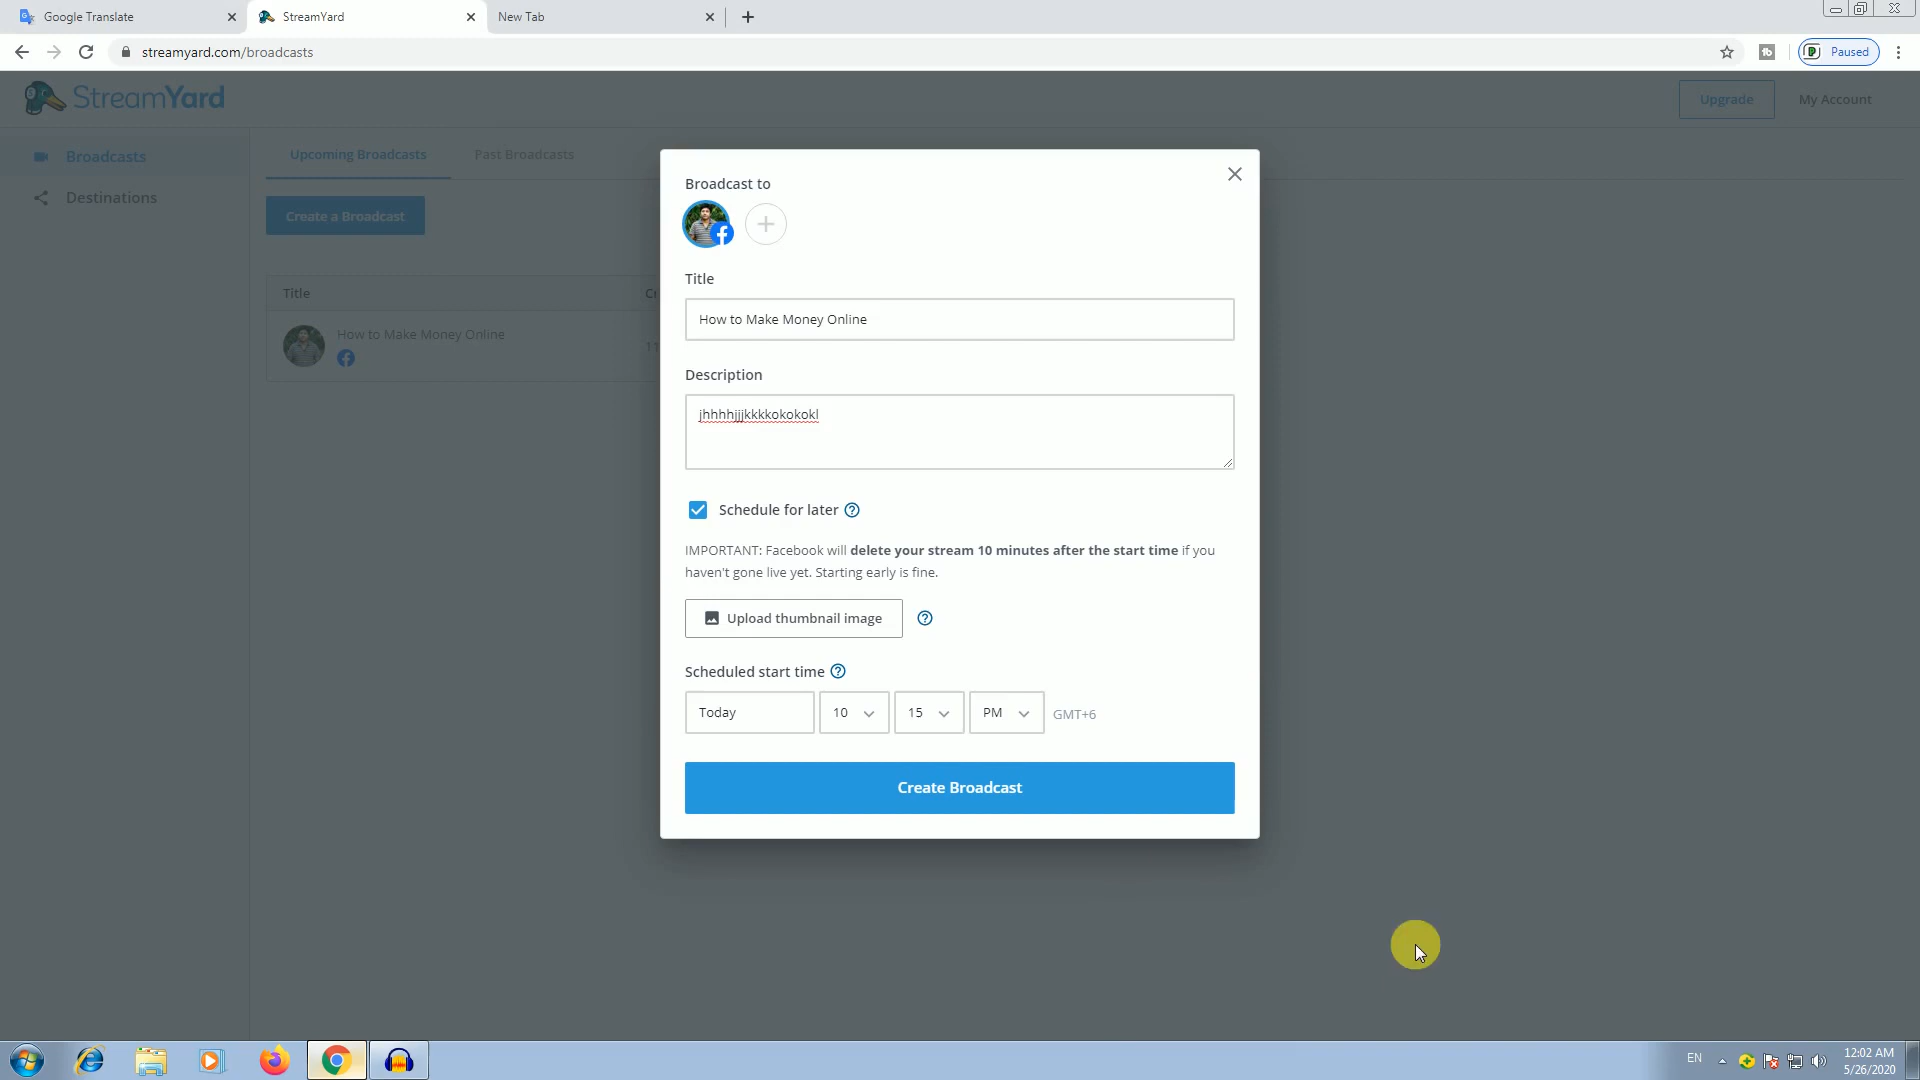 Google Translate
StreamYard
New Tab
streamyard.com/broadcasts
Paused
StreamYard
Upgrade
My Account
Broadcasts
Destinations
Upcoming Broadcasts
Past Broadcasts
Create a Broadcast
Title
How to Make Money Online
Broadcast to
Title
How to Make Money Online
Description
jhhhhjjjkkkkokokokl
Schedule for later
IMPORTANT: Facebook will delete your stream 10 minutes after the start time if you
haven't gone live yet. Starting early is fine.
Upload thumbnail image
Scheduled start time
Today
10
15
PM
GMT+6
Create Broadcast
EN
12:02 AM
5/26/2020